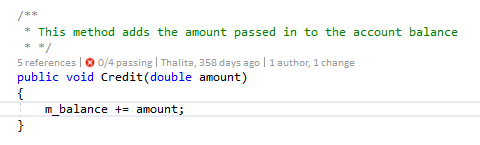 /**
 * This method adds the amount passed in to the account balance
 * */
5 references | 0/4 passing | Thalita, 358 days ago | 1 author, 1 change
public void Credit(double amount)
{
    m_balance += amount;
}